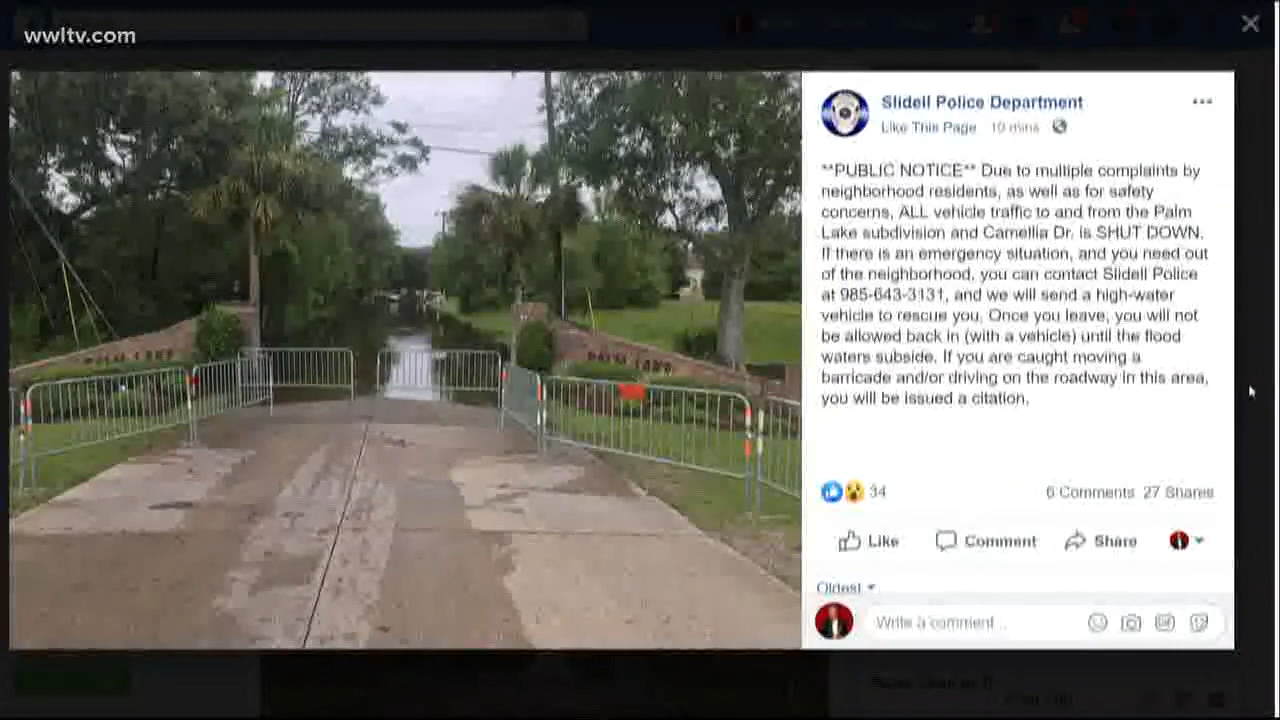 wwltv.com
Slidell Police Department
Like This Page 10 mins
**PUBLIC NOTICE** Due to multiple complaints by
neighborhood residents, as well as for safety
concerns, ALL vehicle traffic to and from the Palm
Lake subdivision and Camellia Dr. is SHUT DOWN.
If there is an emergency situation, and you need out
of the neighborhood, you can contact Slidell Police
at 985-643-3131, and we will send a high-water
vehicle to rescue you. Once you leave, you will not
be allowed back in (with a vehicle) until the flood
waters subside. If you are caught moving a
barricade and/or driving on the roadway in this area,
you will be issued a citation.
34 6 Comments 27 Shares
Like Comment Share
Oldest
Write a comment...
PALM LAKE
PALM LAKE